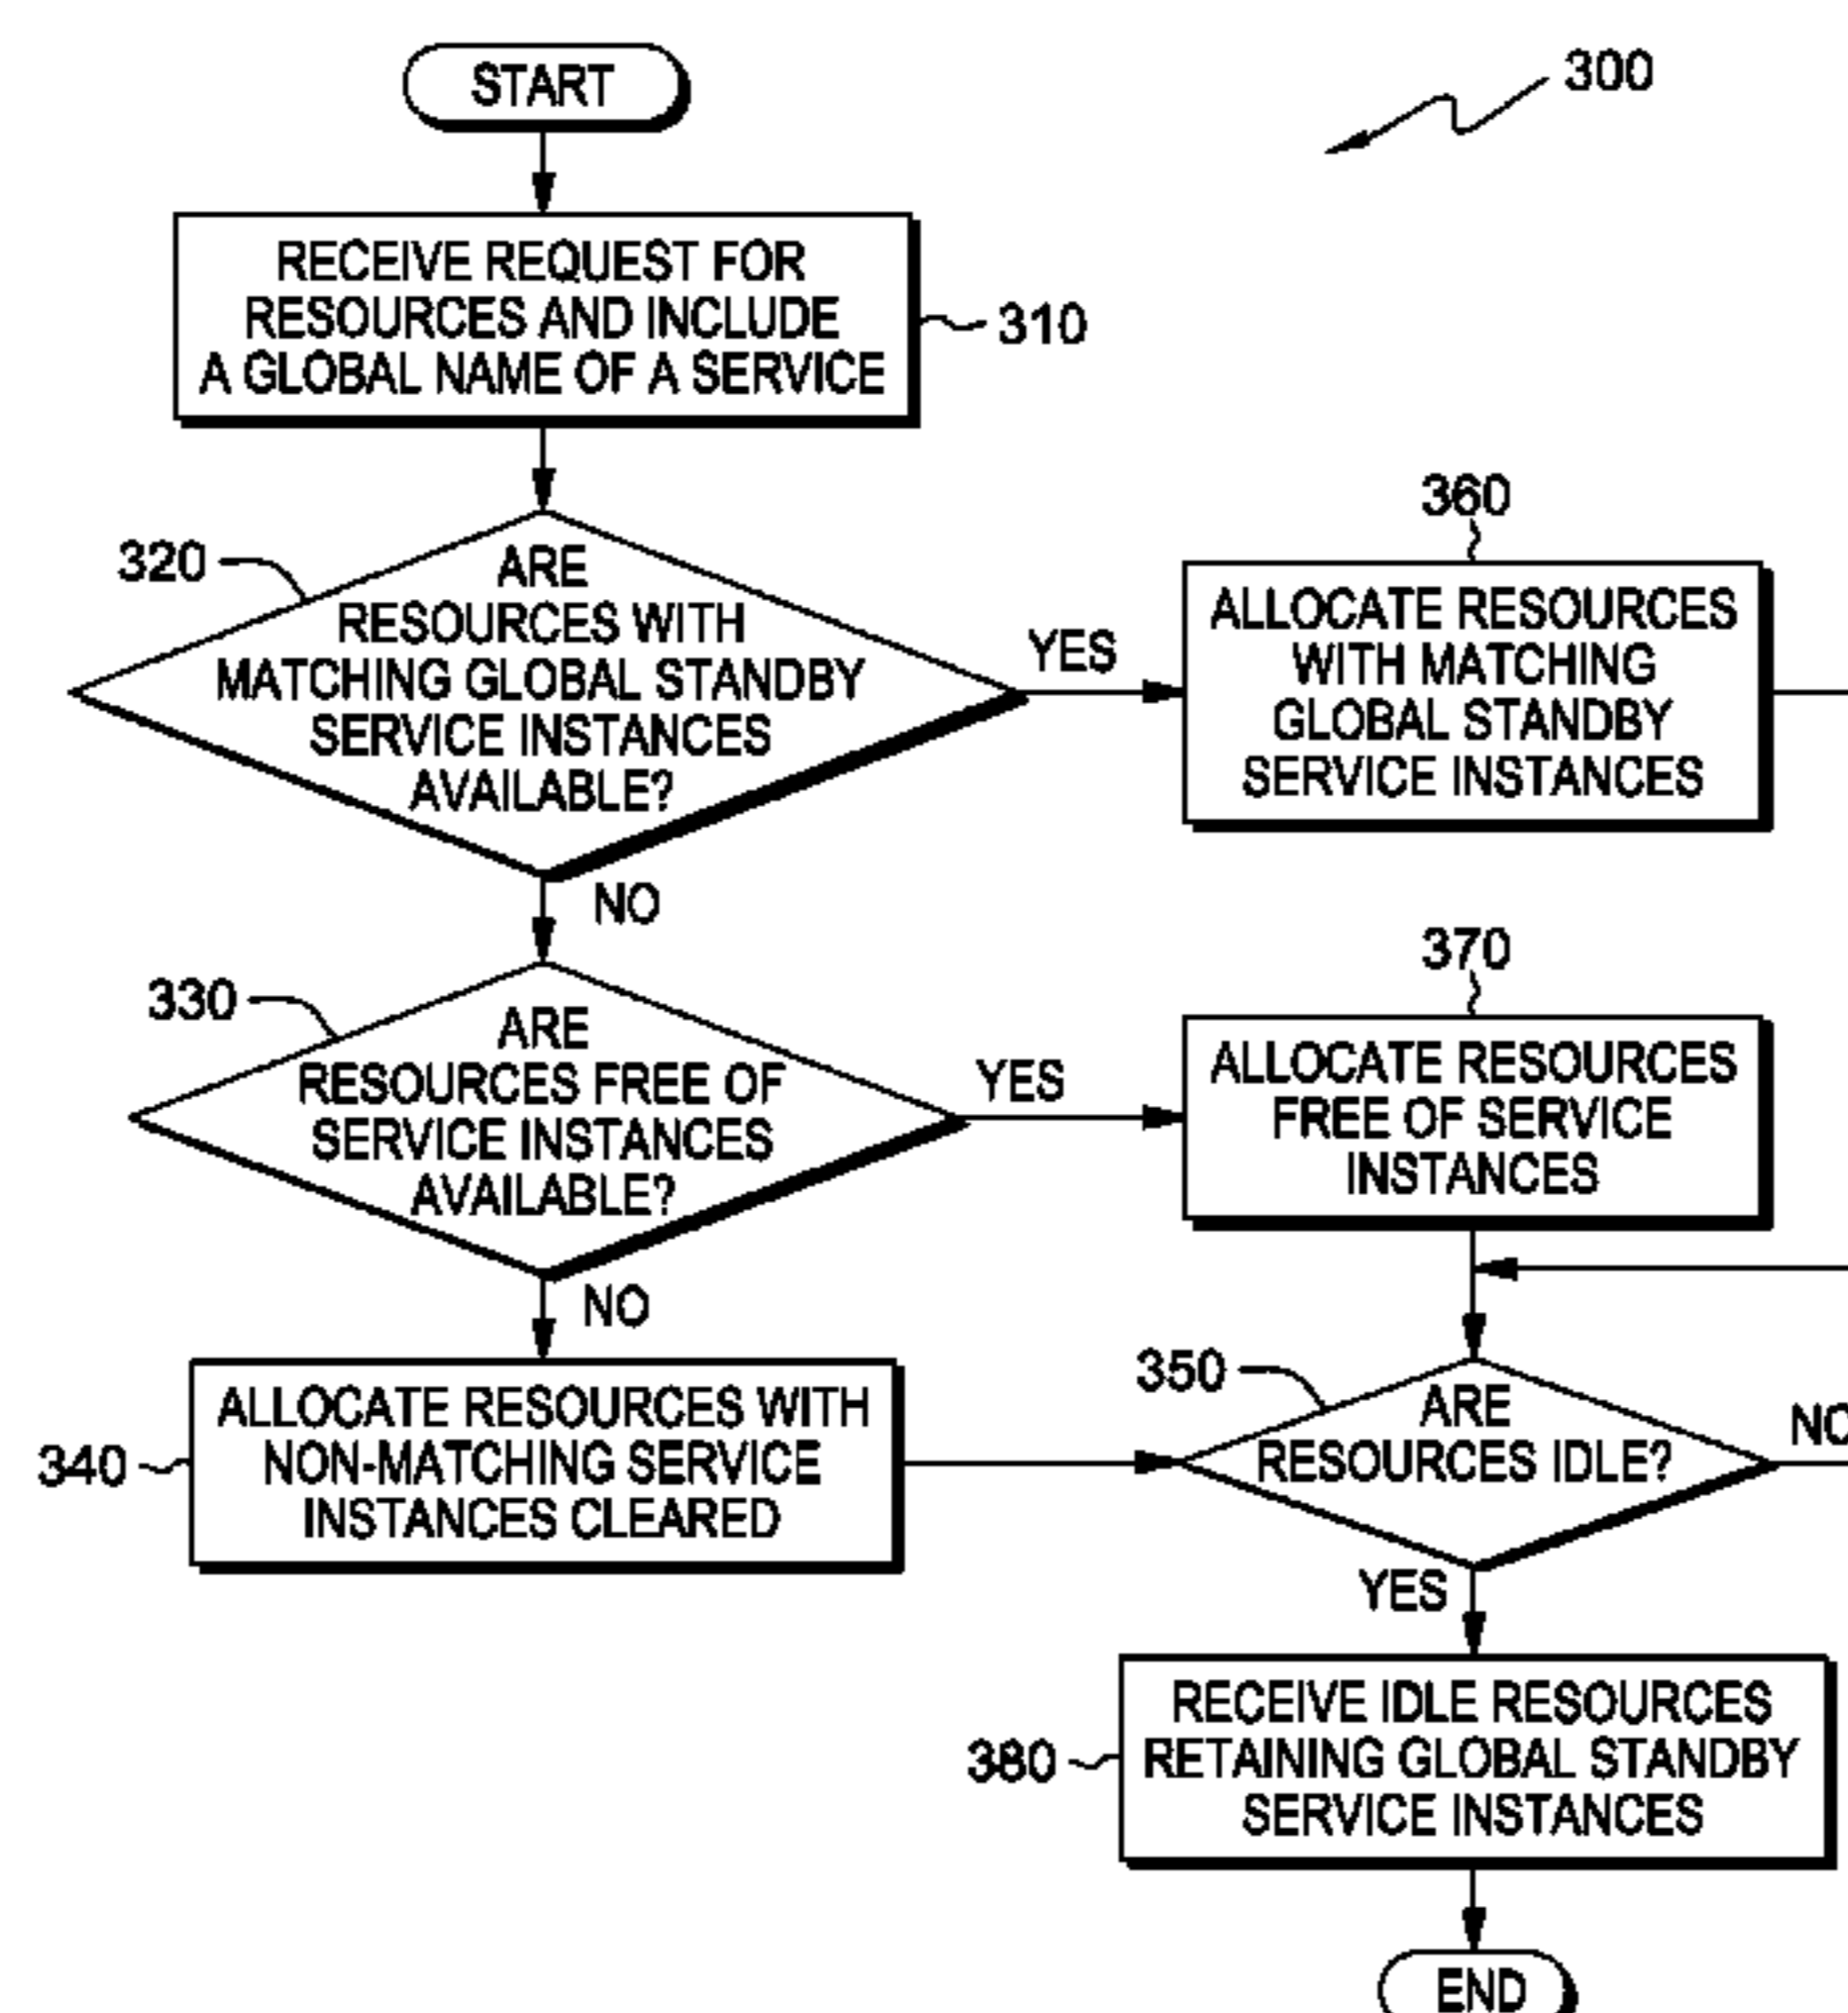 START
300
RECEIVE REQUEST FOR
RESOURCES AND INCLUDE
A GLOBAL NAME OF A SERVICE
310
320
ARE
RESOURCES WITH
MATCHING GLOBAL STANDBY
SERVICE INSTANCES
AVAILABLE?
YES
NO
360
ALLOCATE RESOURCES
WITH MATCHING
GLOBAL STANDBY
SERVICE INSTANCES
330
ARE
RESOURCES FREE OF
SERVICE INSTANCES
AVAILABLE?
YES
NO
370
ALLOCATE RESOURCES
FREE OF SERVICE
INSTANCES
340
ALLOCATE RESOURCES WITH
NON-MATCHING SERVICE
INSTANCES CLEARED
350
ARE
RESOURCES IDLE?
NO
YES
380
RECEIVE IDLE RESOURCES
RETAINING GLOBAL STANDBY
SERVICE INSTANCES
END